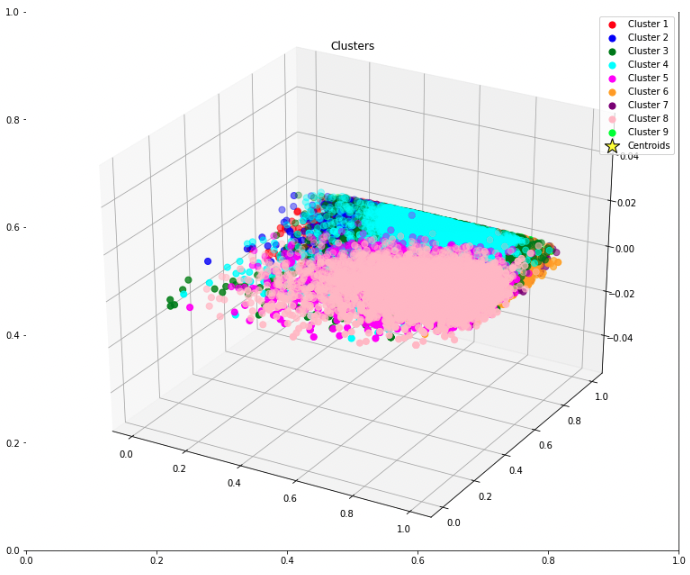 1.0
0.8
0.6
0.4
0.2
0.0
0.0
0.2
0.4
0.6
0.8
1.0
Clusters
Cluster 1
Cluster 2
Cluster 3
Cluster 4
Cluster 5
Cluster 6
Cluster 7
Cluster 8
Cluster 9
Centroids
0.04
0.02
0.00
−0.02
−0.04
1.0
0.8
0.6
0.4
0.2
0.0
0.0
0.2
0.4
0.6
0.8
1.0